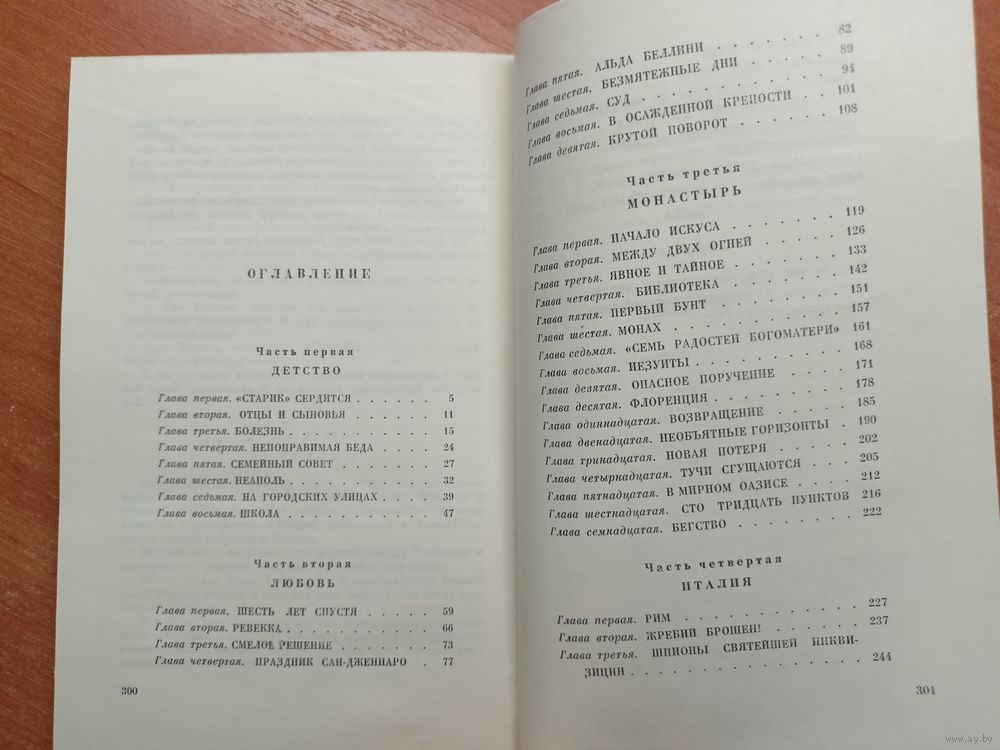 ОГЛАВЛЕНИЕ
Часть первая
ДЕТСТВО
Глава первая. «СТАРИК» СЕРДИТСЯ . . . . . . 5
Глава вторая. ОТЦЫ И СЫНОВЬЯ . . . . . . 11
Глава третья. БОЛЕЗНЬ . . . . . . . . . . 15
Глава четвертая. НЕПОПРАВИМАЯ БЕДА . . . . 24
Глава пятая. СЕМЕЙНЫЙ СОВЕТ . . . . . . . 27
Глава шестая. НЕАПОЛЬ . . . . . . . . . . 32
Глава седьмая. НА ГОРОДСКИХ УЛИЦАХ . . . . 39
Глава восьмая. ШКОЛА . . . . . . . . . . 47
Часть вторая
ЛЮБОВЬ
Глава первая. ШЕСТЬ ЛЕТ СПУСТЯ . . . . . 59
Глава вторая. РЕВЕККА . . . . . . . . . . 66
Глава третья. СМЕЛОЕ РЕШЕНИЕ . . . . . . . 73
Глава четвертая. ПРАЗДНИК САН-ДЖЕННАРО . 77
300
Глава пятая. АЛЬДА БЕЛЛИНИ . . . . . . . 82
Глава шестая. БЕЗМЯТЕЖНЫЕ ДНИ . . . . . 89
Глава седьмая. СУД . . . . . . . . . . 94
Глава восьмая. В ОСАЖДЕННОЙ КРЕПОСТИ . . 101
Глава девятая. КРУТОЙ ПОВОРОТ . . . . . . 108
Часть третья
МОНАСТЫРЬ
Глава первая. НАЧАЛО ИСКУСА . . . . . . . 119
Глава вторая. МЕЖДУ ДВУХ ОГНЕЙ . . . . . 126
Глава третья. ЯВНОЕ И ТАЙНОЕ . . . . . . 133
Глава четвертая. БИБЛИОТЕКА . . . . . . . 142
Глава пятая. ПЕРВЫЙ БУНТ . . . . . . . . 151
Глава шестая. МОНАХ . . . . . . . . . . 157
Глава седьмая. «СЕМЬ РАДОСТЕЙ БОГОМАТЕРИ» 161
Глава восьмая. ИЕЗУИТЫ . . . . . . . . . 168
Глава девятая. ОПАСНОЕ ПОРУЧЕНИЕ . . . . 171
Глава десятая. ФЛОРЕНЦИЯ . . . . . . . . 178
Глава одиннадцатая. ВОЗВРАЩЕНИЕ . . . . . 185
Глава двенадцатая. НЕОБЪЯТНЫЕ ГОРИЗОНТЫ . 190
Глава тринадцатая. НОВАЯ ПОТЕРЯ . . . . . 202
Глава четырнадцатая. ТУЧИ СГУЩАЮТСЯ . . . 205
Глава пятнадцатая. В МИРНОМ ОАЗИСЕ . . . . 212
Глава шестнадцатая. СТО ТРИДЦАТЬ ПУНКТОВ 216
Глава семнадцатая. БЕГСТВО . . . . . . . 222
Часть четвертая
ИТАЛИЯ
Глава первая. РИМ . . . . . . . . . . . 227
Глава вторая. ЖРЕБИЙ БРОШЕН! . . . . . . 237
Глава третья. ШПИОНЫ СВЯТЕЙШЕЙ ИНКВИ-
ЗИЦИИ . . . . . . . . . . . . 244
301
www.ay.by